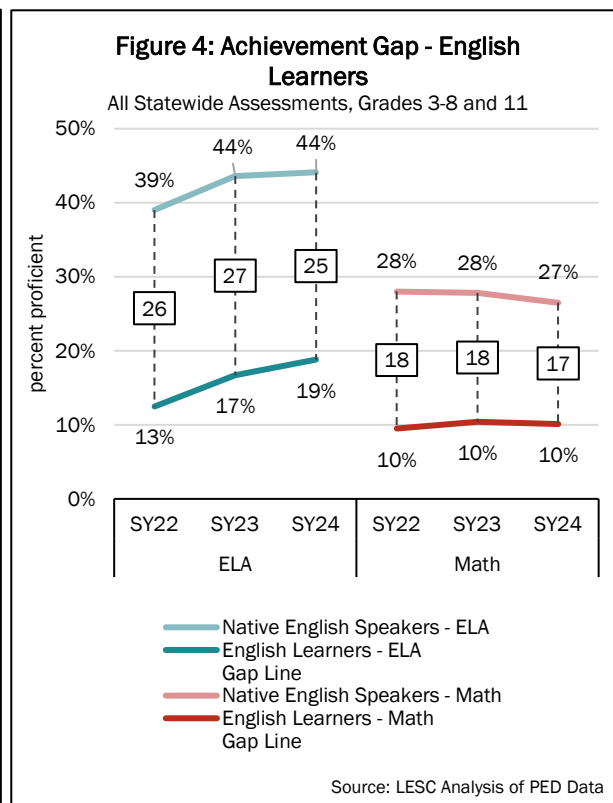 Figure 4: Achievement Gap - English
Learners
All Statewide Assessments, Grades 3-8 and 11
percent proficient
50%
40%
30%
20%
10%
0%
39%
44%
44%
26
27
25
13%
17%
19%
28%
28%
27%
18
18
17
10%
10%
10%
SY22 SY23 SY24 SY22 SY23 SY24
ELA Math
Native English Speakers - ELA
English Learners - ELA
Gap Line
Native English Speakers - Math
English Learners - Math
Gap Line
Source: LESC Analysis of PED Data